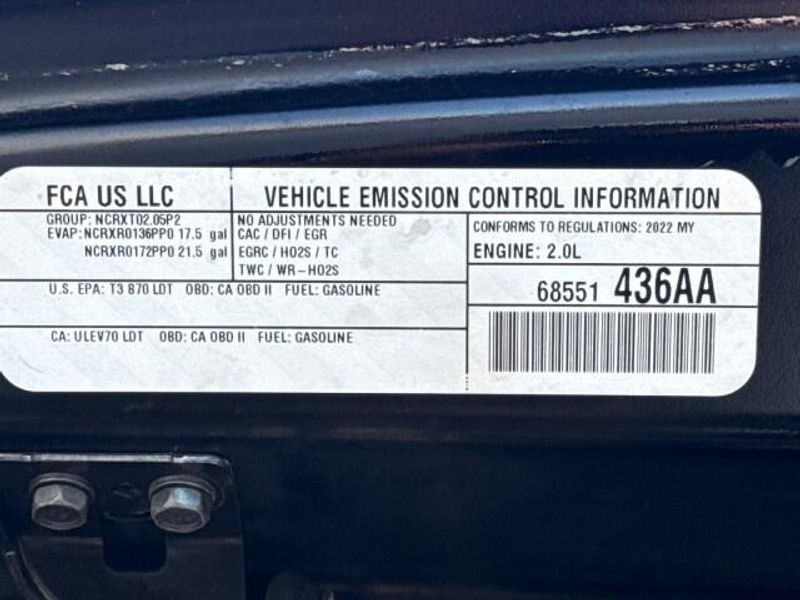 FCA US LLC
VEHICLE EMISSION CONTROL INFORMATION
GROUP: NCRXT02.05P2
EVAP:NCRXR0136PP0 17.5 gal
NCRXR0172PP0 21.5 gal
NO ADJUSTMENTS NEEDED
CAC / DFI / EGR
EGRC / HO2S / TC
TWC / WR-HO2S
CONFORMS TO REGULATIONS: 2022 MY
ENGINE: 2.0L
U.S. EPA: T3 B70 LDT OBD: CA OBD II FUEL: GASOLINE
68551 436AA
CA: ULEV70 LDT OBD: CA OBD II FUEL: GASOLINE